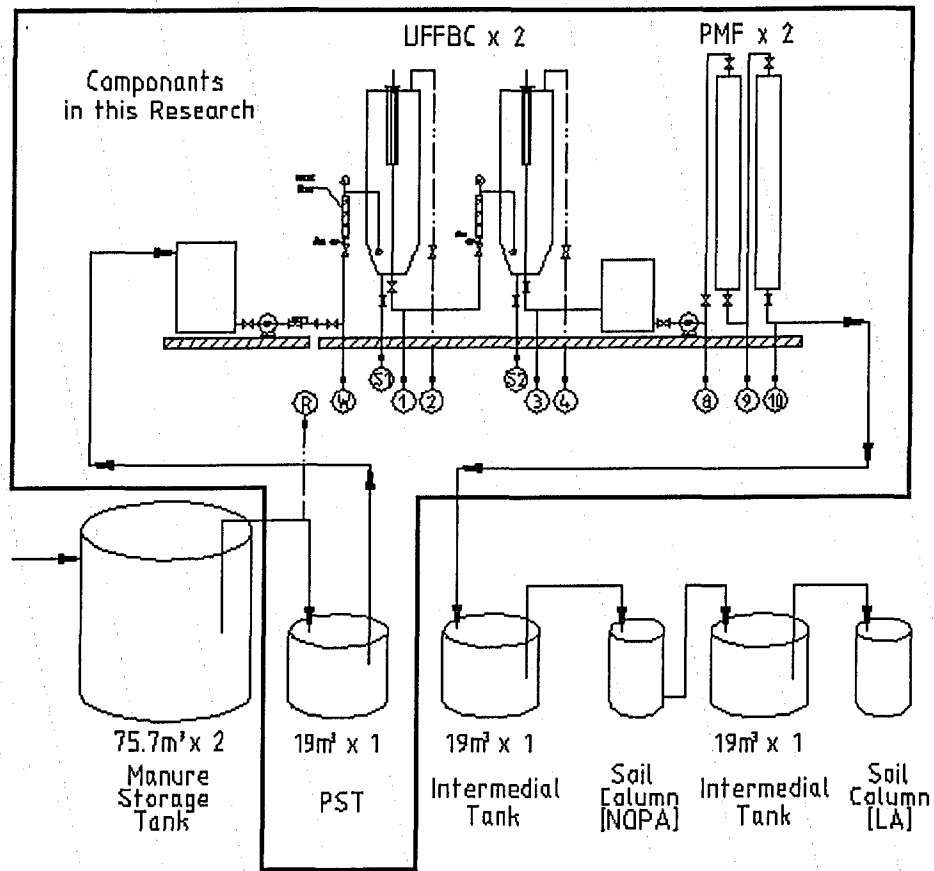 UFFBC x 2
PMF x 2
Componants
in this Research
S1
S2
R
W
1
2
3
4
8
9
10
75.7m³ x 2
Manure
Storage
Tank
19m³ x 1
PST
19m³ x 1
Intermedial
Tank
Soil
Column
[NOPA]
19m³ x 1
Intermedial
Tank
Soil
Column
[LA]